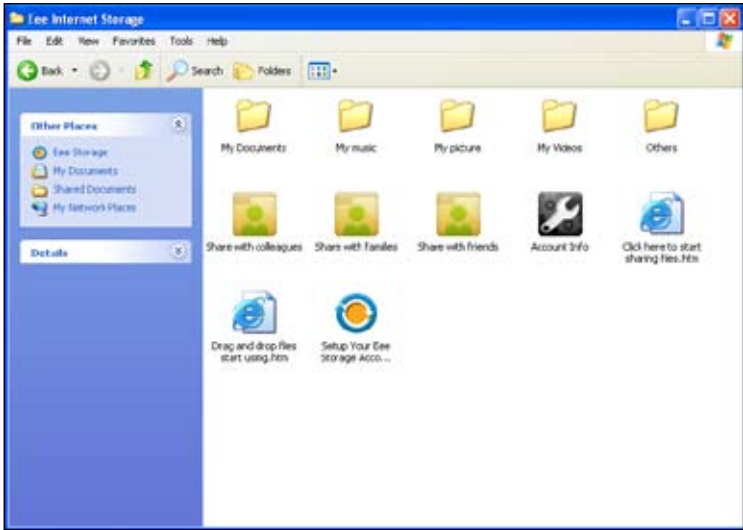 Eee Internet Storage
File Edit View Favorites Tools Help
Back Search Folders
Other Places
Eee Storage
My Documents
Shared Documents
My Network Places
Details
My Documents My music My picture My Videos Others
Share with colleagues Share with families Share with friends Account Info Click here to start
sharing files.htm
Drag and drop files Setup Your Eee
start using.htm Storage Acco...